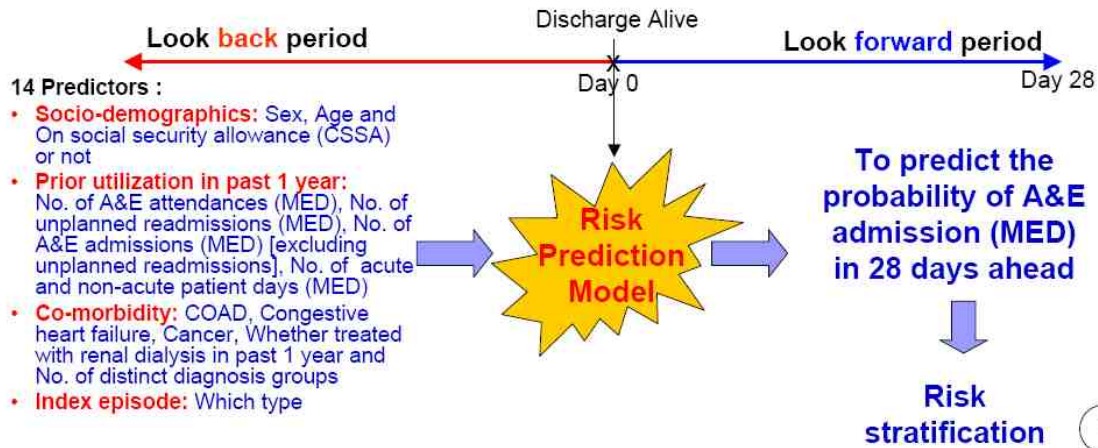 Discharge Alive
Look back period
Look forward period
Day 0
Day 28
14 Predictors :
• Socio-demographics: Sex, Age and
On social security allowance (CSSA)
or not
• Prior utilization in past 1 year:
No. of A&E attendances (MED), No. of
unplanned readmissions (MED), No. of
A&E admissions (MED) [excluding
unplanned readmissions], No. of acute
and non-acute patient days (MED)
• Co-morbidity: COAD, Congestive
heart failure, Cancer, Whether treated
with renal dialysis in past 1 year and
No. of distinct diagnosis groups
• Index episode: Which type
Risk
Prediction
Model
To predict the
probability of A&E
admission (MED)
in 28 days ahead
Risk
stratification